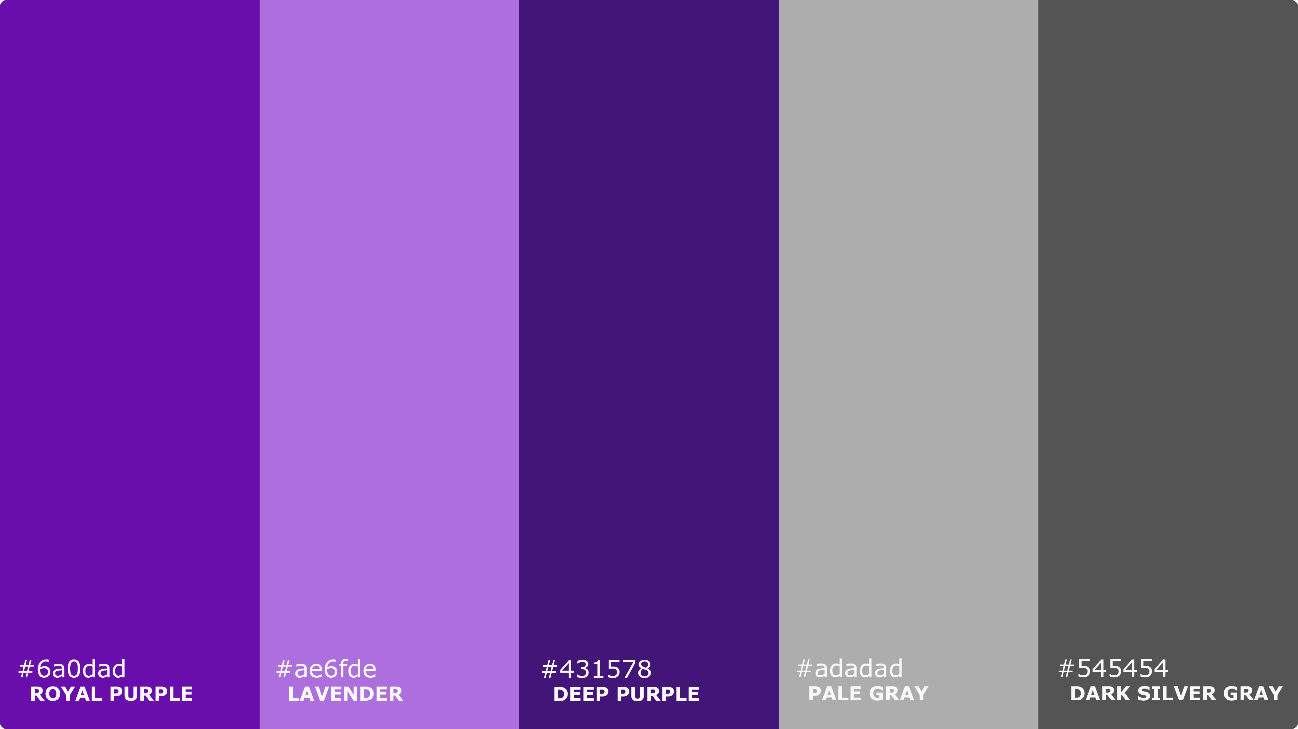 #6a0dad
ROYAL PURPLE
#ae6fde
LAVENDER
#431578
DEEP PURPLE
#adadad
PALE GRAY
#545454
DARK SILVER GRAY